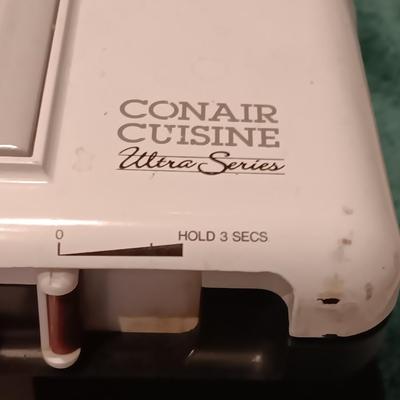 CONAIR
CUISINE
Ultra Series
0 HOLD 3 SECS